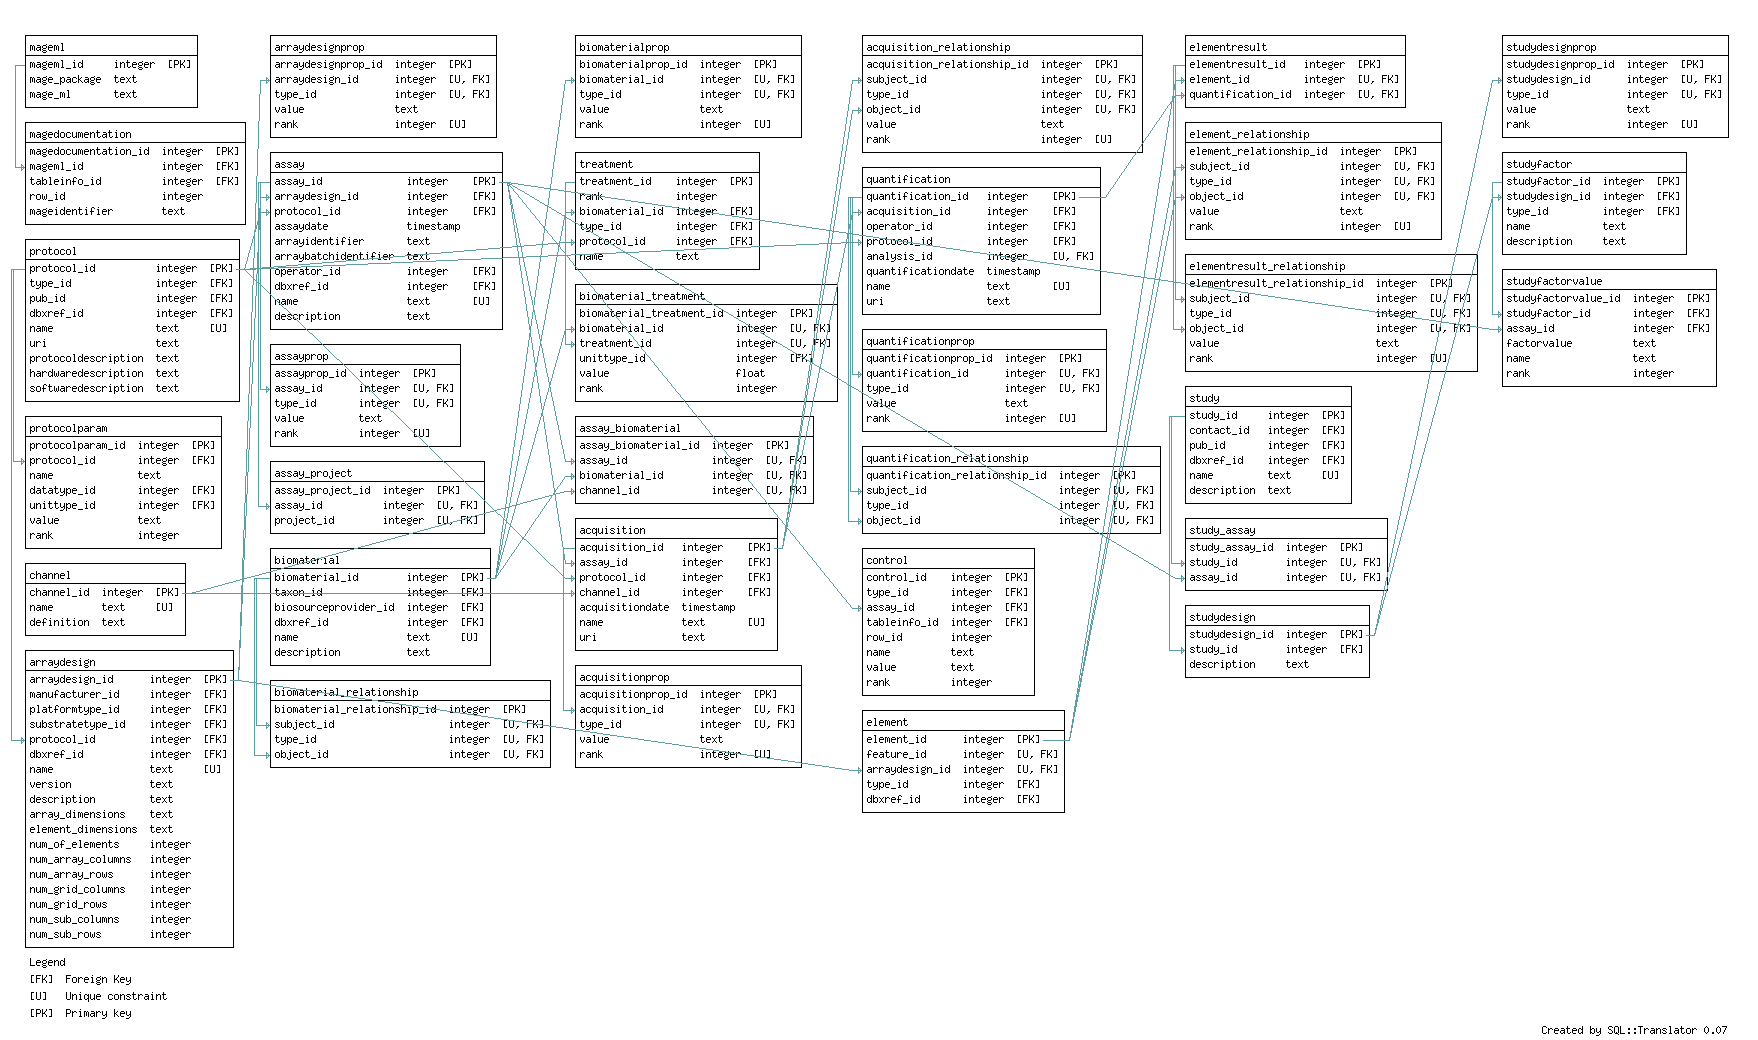 mageml
mageml_id integer [PK]
mage_package text
mage_ml text
magedocumentation
magedocumentation_id integer [PK]
mageml_id integer [FK]
tableinfo_id integer [FK]
row_id integer
mageidentifier text
protocol
protocol_id integer [PK]
type_id integer [FK]
pub_id integer [FK]
dbxref_id integer [FK]
name text [U]
uri text
protocoldescription text
hardwaredescription text
softwaredescription text
protocolparam
protocolparam_id integer [PK]
protocol_id integer [FK]
name text
datatype_id integer [FK]
unittype_id integer [FK]
value text
rank integer
channel
channel_id integer [PK]
name text [U]
definition text
arraydesign
arraydesign_id integer [PK]
manufacturer_id integer [FK]
platformtype_id integer [FK]
substratetype_id integer [FK]
protocol_id integer [FK]
dbxref_id integer [FK]
name text [U]
version text
description text
array_dimensions text
element_dimensions text
num_of_elements integer
num_array_columns integer
num_array_rows integer
num_grid_columns integer
num_grid_rows integer
num_sub_columns integer
num_sub_rows integer
Legend
[FK] Foreign Key
[U] Unique constraint
[PK] Primary key
arraydesignprop
arraydesignprop_id integer [PK]
arraydesign_id integer [U, FK]
type_id integer [U, FK]
value text
rank integer [U]
assay
assay_id integer [PK]
arraydesign_id integer [FK]
protocol_id integer [FK]
assaydate timestamp
arrayidentifier text
arraybatchidentifier text
operator_id integer [FK]
dbxref_id integer [FK]
name text [U]
description text
assayprop
assayprop_id integer [PK]
assay_id integer [U, FK]
type_id integer [U, FK]
value text
rank integer [U]
assay_project
assay_project_id integer [PK]
assay_id integer [U, FK]
project_id integer [U, FK]
biomaterial
biomaterial_id integer [PK]
taxon_id integer [FK]
biosourceprovider_id integer [FK]
dbxref_id integer [FK]
name text [U]
description text
biomaterial_relationship
biomaterial_relationship_id integer [PK]
subject_id integer [U, FK]
type_id integer [U, FK]
object_id integer [U, FK]
biomaterialprop
biomaterialprop_id integer [PK]
biomaterial_id integer [U, FK]
type_id integer [U, FK]
value text
rank integer [U]
treatment
treatment_id integer [PK]
rank integer
biomaterial_id integer [FK]
type_id integer [FK]
protocol_id integer [FK]
name text
biomaterial_treatment
biomaterial_treatment_id integer [PK]
biomaterial_id integer [U, FK]
treatment_id integer [U, FK]
unittype_id integer [FK]
value float
rank integer
assay_biomaterial
assay_biomaterial_id integer [PK]
assay_id integer [U, FK]
biomaterial_id integer [U, FK]
channel_id integer [U, FK]
acquisition
acquisition_id integer [PK]
assay_id integer [FK]
protocol_id integer [FK]
channel_id integer [FK]
acquisitiondate timestamp
name text [U]
uri text
acquisitionprop
acquisitionprop_id integer [PK]
acquisition_id integer [U, FK]
type_id integer [U, FK]
value text
rank integer [U]
acquisition_relationship
acquisition_relationship_id integer [PK]
subject_id integer [U, FK]
type_id integer [U, FK]
object_id integer [U, FK]
value text
rank integer [U]
quantification
quantification_id integer [PK]
acquisition_id integer [FK]
operator_id integer [FK]
protocol_id integer [FK]
analysis_id integer [U, FK]
quantificationdate timestamp
name text [U]
uri text
quantificationprop
quantificationprop_id integer [PK]
quantification_id integer [U, FK]
type_id integer [U, FK]
value text
rank integer [U]
quantification_relationship
quantification_relationship_id integer [PK]
subject_id integer [U, FK]
type_id integer [U, FK]
object_id integer [U, FK]
control
control_id integer [PK]
type_id integer [FK]
assay_id integer [FK]
tableinfo_id integer [FK]
row_id integer
name text
value text
rank integer
element
element_id integer [PK]
feature_id integer [U, FK]
arraydesign_id integer [U, FK]
type_id integer [FK]
dbxref_id integer [FK]
elementresult
elementresult_id integer [PK]
element_id integer [U, FK]
quantification_id integer [U, FK]
element_relationship
element_relationship_id integer [PK]
subject_id integer [U, FK]
type_id integer [U, FK]
object_id integer [U, FK]
value text
rank integer [U]
elementresult_relationship
elementresult_relationship_id integer [PK]
subject_id integer [U, FK]
type_id integer [U, FK]
object_id integer [U, FK]
value text
rank integer [U]
study
study_id integer [PK]
contact_id integer [FK]
pub_id integer [FK]
dbxref_id integer [FK]
name text [U]
description text
study_assay
study_assay_id integer [PK]
study_id integer [U, FK]
assay_id integer [U, FK]
studydesign
studydesign_id integer [PK]
study_id integer [FK]
description text
studydesignprop
studydesignprop_id integer [PK]
studydesign_id integer [U, FK]
type_id integer [U, FK]
value text
rank integer [U]
studyfactor
studyfactor_id integer [PK]
studydesign_id integer [FK]
type_id integer [FK]
name text
description text
studyfactorvalue
studyfactorvalue_id integer [PK]
studyfactor_id integer [FK]
assay_id integer [FK]
factorvalue text
name text
rank integer
Created by SQL::Translator 0.07